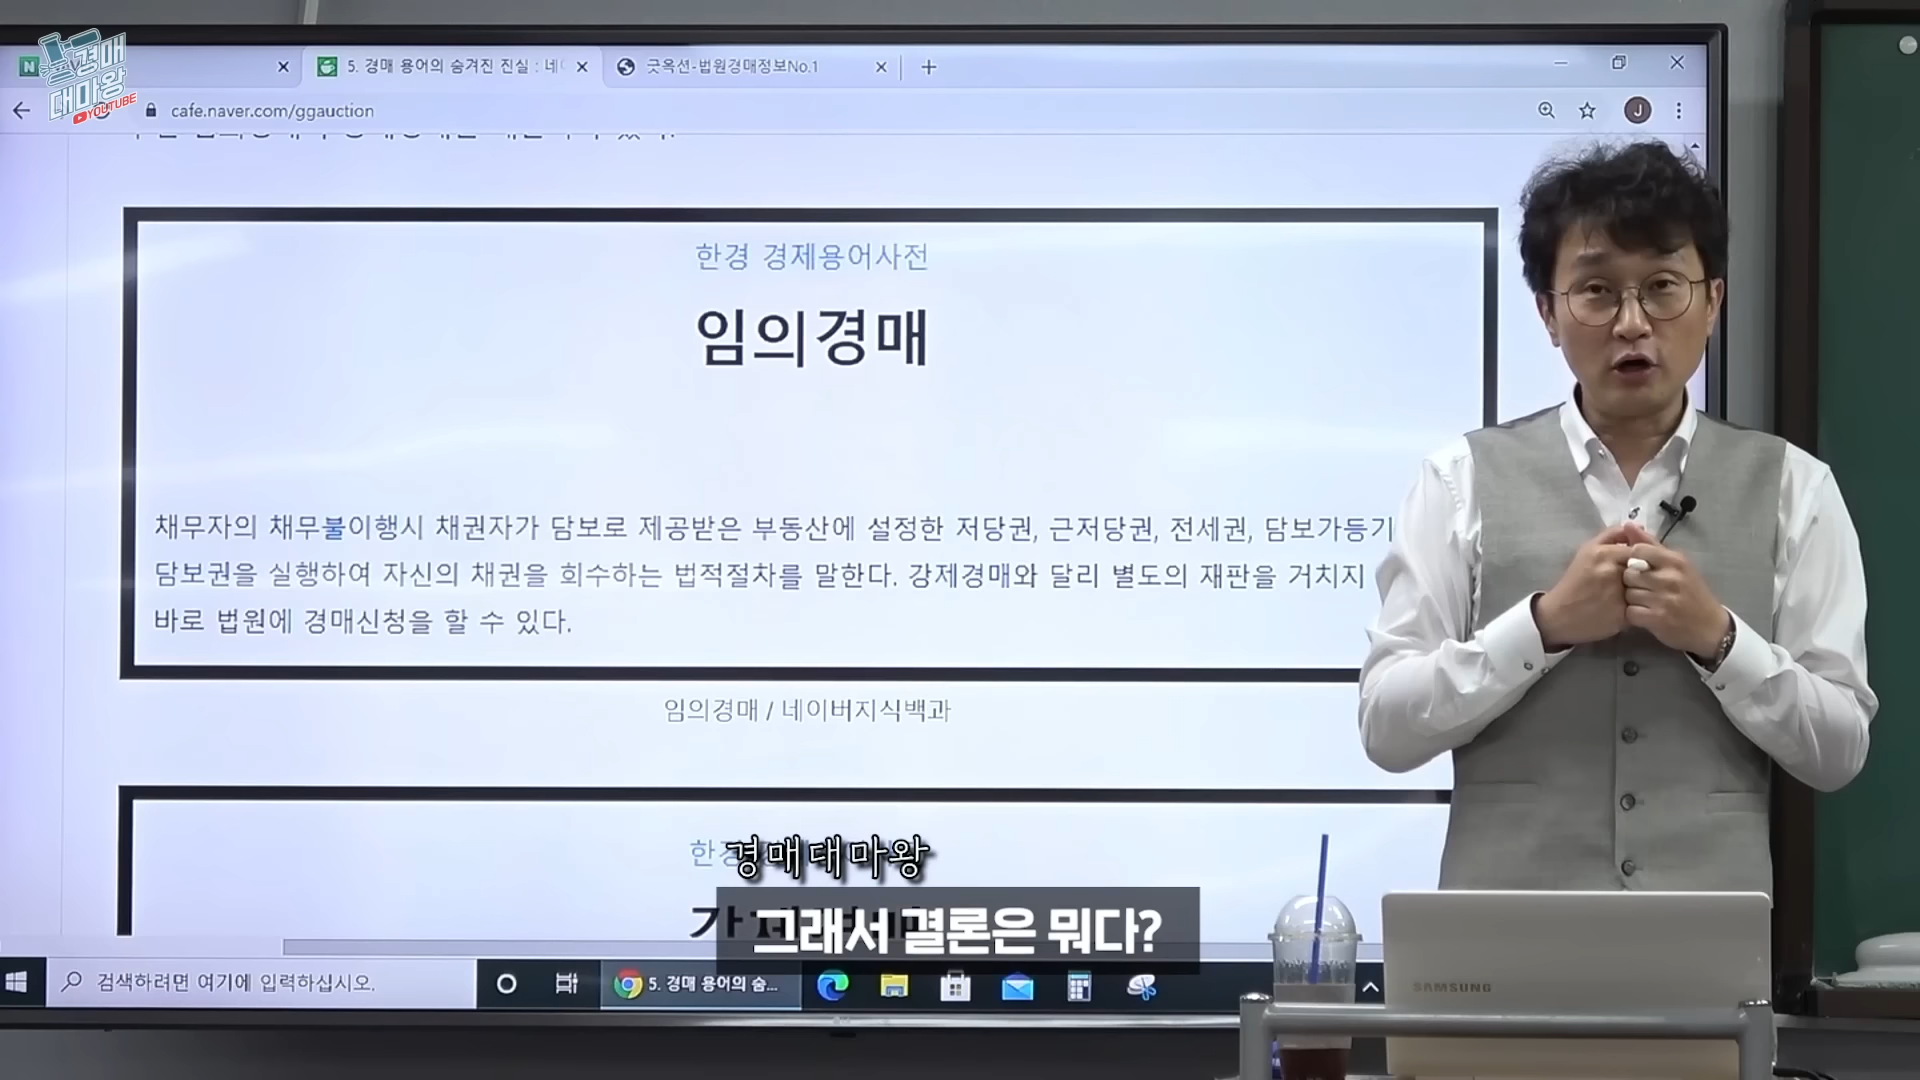 경매
대마왕
YOUTUBE
5. 경매 용어의 숨겨진 진실 : 네
굿옥션-법원경매정보No.1
cafe.naver.com/ggauction
J
한경 경제용어사전
임의경매
채무자의 채무불이행시 채권자가 담보로 제공받은 부동산에 설정한 저당권, 근저당권, 전세권, 담보가등기
담보권을 실행하여 자신의 채권을 회수하는 법적절차를 말한다. 강제경매와 달리 별도의 재판을 거치지
바로 법원에 경매신청을 할 수 있다.
임의경매 / 네이버지식백과
경매대마왕
그래서 결론은 뭐다?
검색하려면 여기에 입력하십시오.
5. 경매 용어의 숨...
SAMSUNG